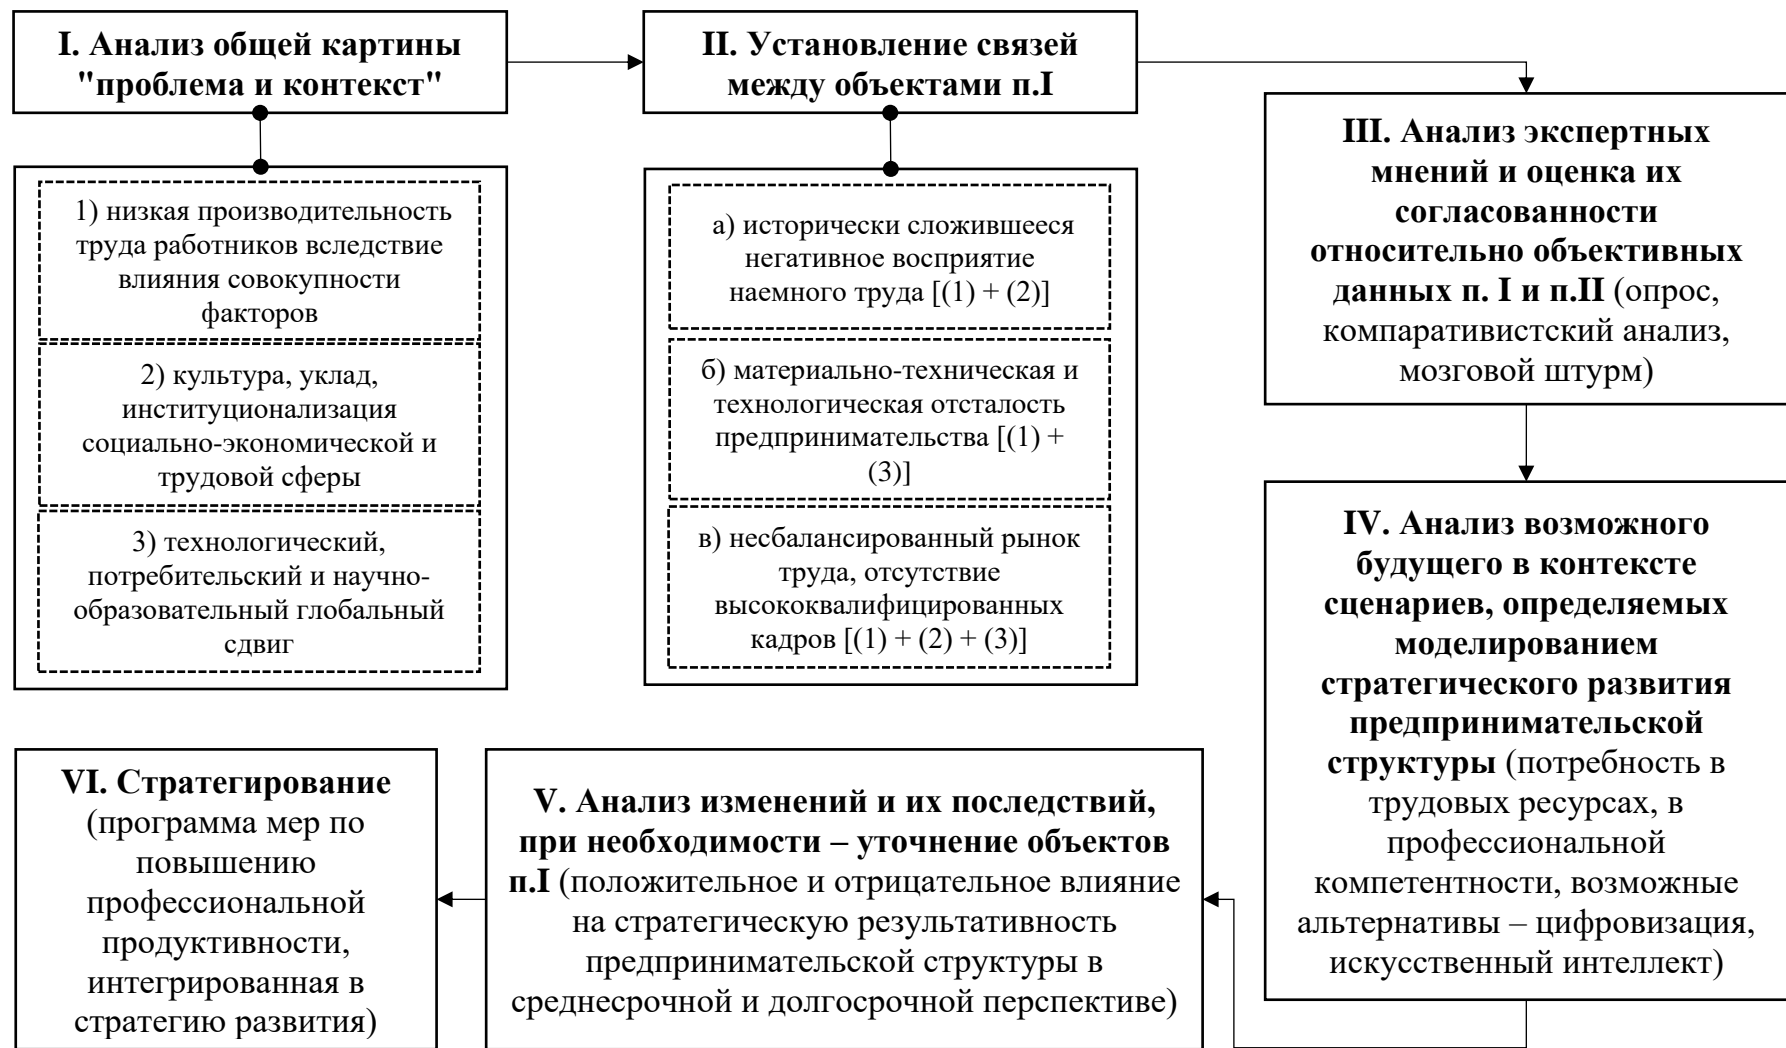 I. Анализ общей картины
"проблема и контекст"
1) низкая производительность
труда работников вследствие
влияния совокупности
факторов
2) культура, уклад,
институционализация
социально-экономической и
трудовой сферы
3) технологический,
потребительский и научно-
образовательный глобальный
сдвиг
II. Установление связей
между объектами п.I
а) исторически сложившееся
негативное восприятие
наемного труда [(1) + (2)]
б) материально-техническая и
технологическая отсталость
предпринимательства [(1) +
(3)]
в) несбалансированный рынок
труда, отсутствие
высококвалифицированных
кадров [(1) + (2) + (3)]
III. Анализ экспертных
мнений и оценка их
согласованности
относительно объективных
данных п. I и п.II (опрос,
компаративистский анализ,
мозговой штурм)
IV. Анализ возможного
будущего в контексте
сценариев, определяемых
моделированием
стратегического развития
предпринимательской
структуры (потребность в
трудовых ресурсах, в
профессиональной
компетентности, возможные
альтернативы – цифровизация,
искусственный интеллект)
V. Анализ изменений и их последствий,
при необходимости – уточнение объектов
п.I (положительное и отрицательное влияние
на стратегическую результативность
предпринимательской структуры в
среднесрочной и долгосрочной перспективе)
VI. Стратегирование
(программа мер по
повышению
профессиональной
продуктивности,
интегрированная в
стратегию развития)